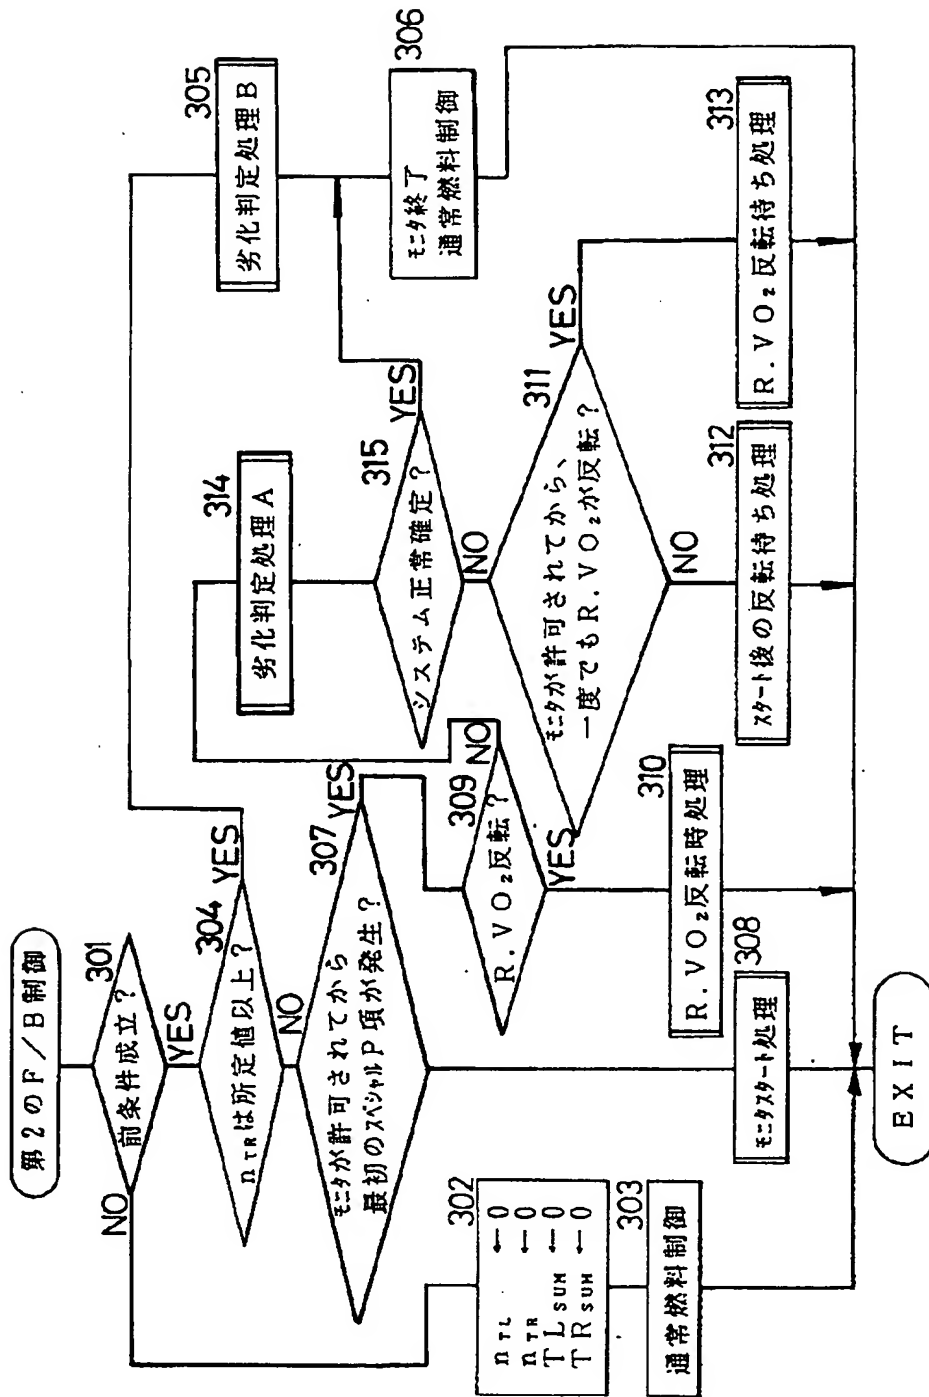 第2のF/B制御
301
前条件成立?
NO
YES
302
nTL ←0
nTR ←0
TLSUM ←0
TRSUM ←0
303
通常燃料制御
304
nTRは所定値以上?
YES
NO
305
劣化判定処理B
306
モニタ終了
通常燃料制御
307
モニタが許可されてから
最初のスペシャルP項が発生?
YES
308
モニタスタート処理
309
R.VO₂反転?
NO
YES
310
R.VO₂反転時処理
314
劣化判定処理A
315
システム正常確定?
YES
NO
311
モニタが許可されてから、
一度でもR.VO₂が反転?
YES
NO
312
スタート後の反転待ち処理
313
R.VO₂反転待ち処理
EXIT